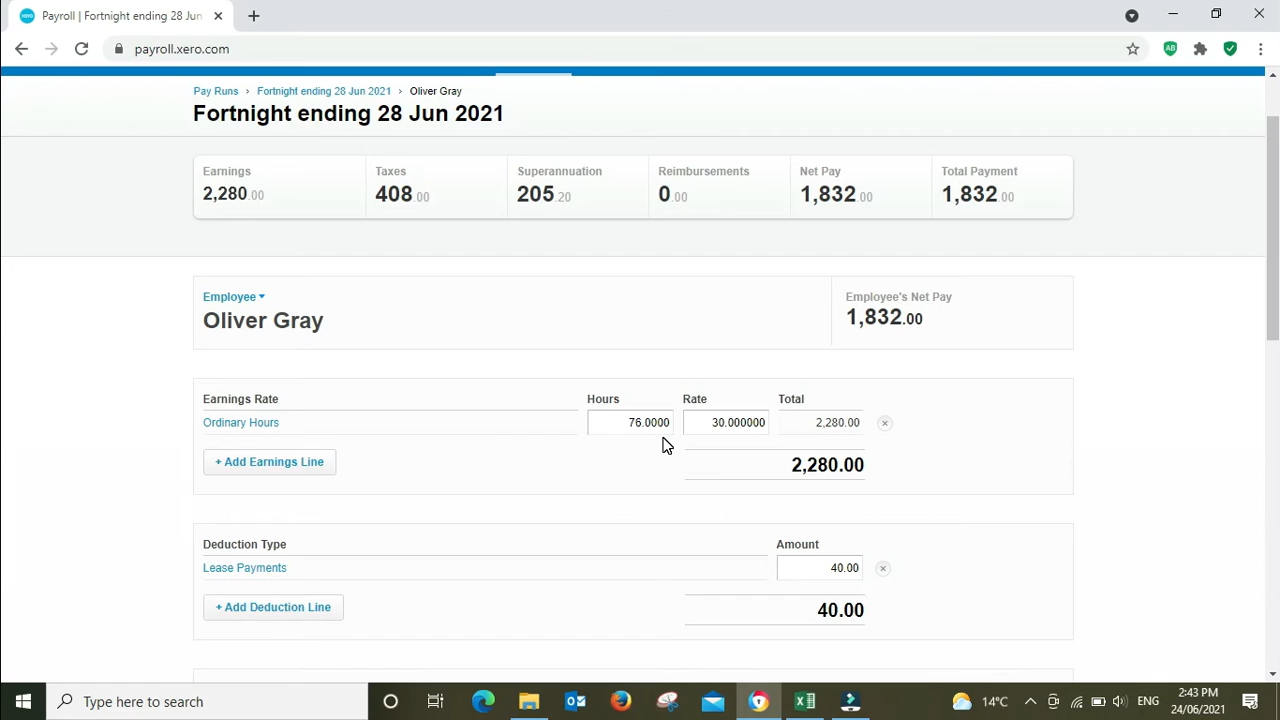 xero Payroll | Fortnight ending 28 Jun
payroll.xero.com
Pay Runs › Fortnight ending 28 Jun 2021 › Oliver Gray
Fortnight ending 28 Jun 2021
Earnings Taxes Superannuation Reimbursements Net Pay Total Payment
2,280.00 408.00 205.20 0.00 1,832.00 1,832.00
Employee
Employee's Net Pay
Oliver Gray
1,832.00
Earnings Rate Hours Rate Total
Ordinary Hours 76.0000 30.000000 2,280.00
+ Add Earnings Line
2,280.00
Deduction Type Amount
Lease Payments 40.00
+ Add Deduction Line
40.00
Type here to search
14°C
ENG
2:43 PM
24/06/2021